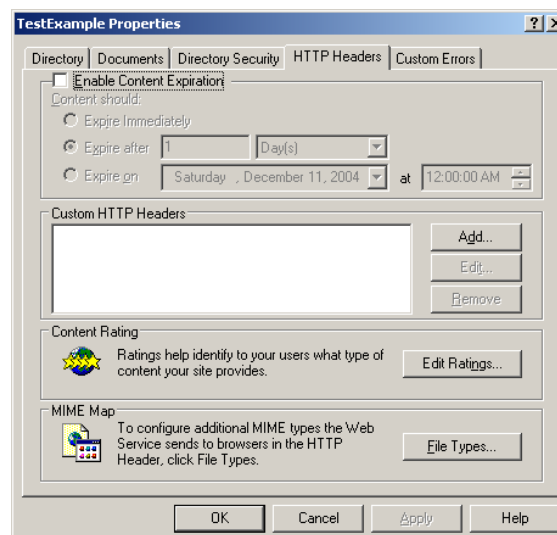 TestExample Properties
Directory Documents Directory Security HTTP Headers Custom Errors
Enable Content Expiration
Content should:
Expire Immediately
Expire after 1 Day(s)
Expire on Saturday , December 11, 2004 at 12:00:00 AM
Custom HTTP Headers
Add...
Edit...
Remove
Content Rating
Ratings help identify to your users what type of
content your site provides.
Edit Ratings...
MIME Map
To configure additional MIME types the Web
Service sends to browsers in the HTTP
Header, click File Types.
File Types...
OK Cancel Apply Help